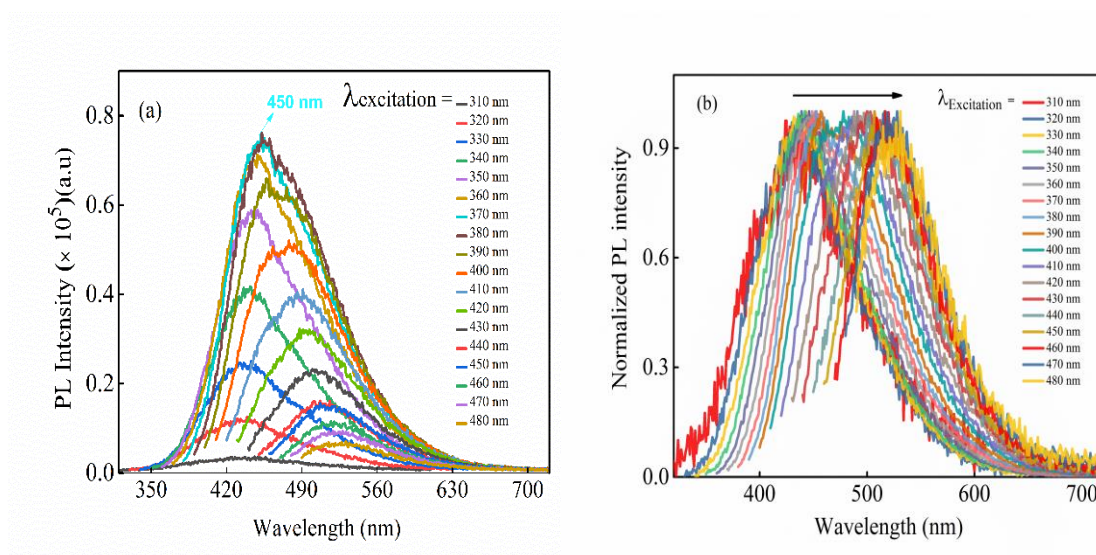 (a)
450 nm
λexcitation =
310 nm
320 nm
330 nm
340 nm
350 nm
360 nm
370 nm
380 nm
390 nm
400 nm
410 nm
420 nm
430 nm
440 nm
450 nm
460 nm
470 nm
480 nm
PL Intensity (× 10⁵)(a.u)
0.8
0.6
0.4
0.2
0.0
350 420 490 560 630 700
Wavelength (nm)
(b)
λExcitation =
310 nm
320 nm
330 nm
340 nm
350 nm
360 nm
370 nm
380 nm
390 nm
400 nm
410 nm
420 nm
430 nm
440 nm
450 nm
460 nm
470 nm
480 nm
Normalized PL intensity
0.9
0.6
0.3
0.0
400 500 600 700
Wavelength (nm)